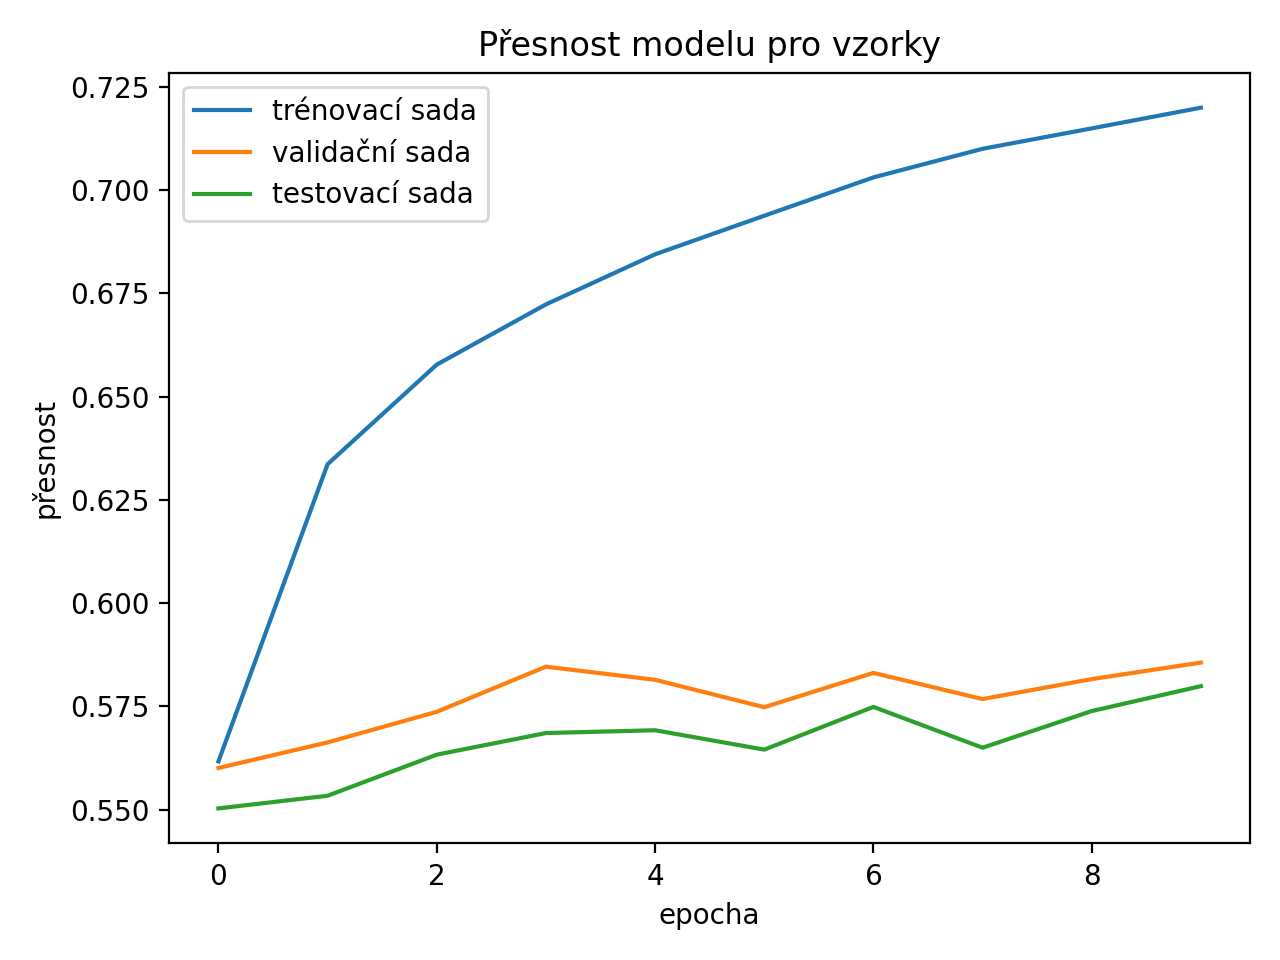 Přesnost modelu pro vzorky
trénovací sada
validační sada
testovací sada
přesnost
0.725
0.700
0.675
0.650
0.625
0.600
0.575
0.550
0 2 4 6 8
epocha